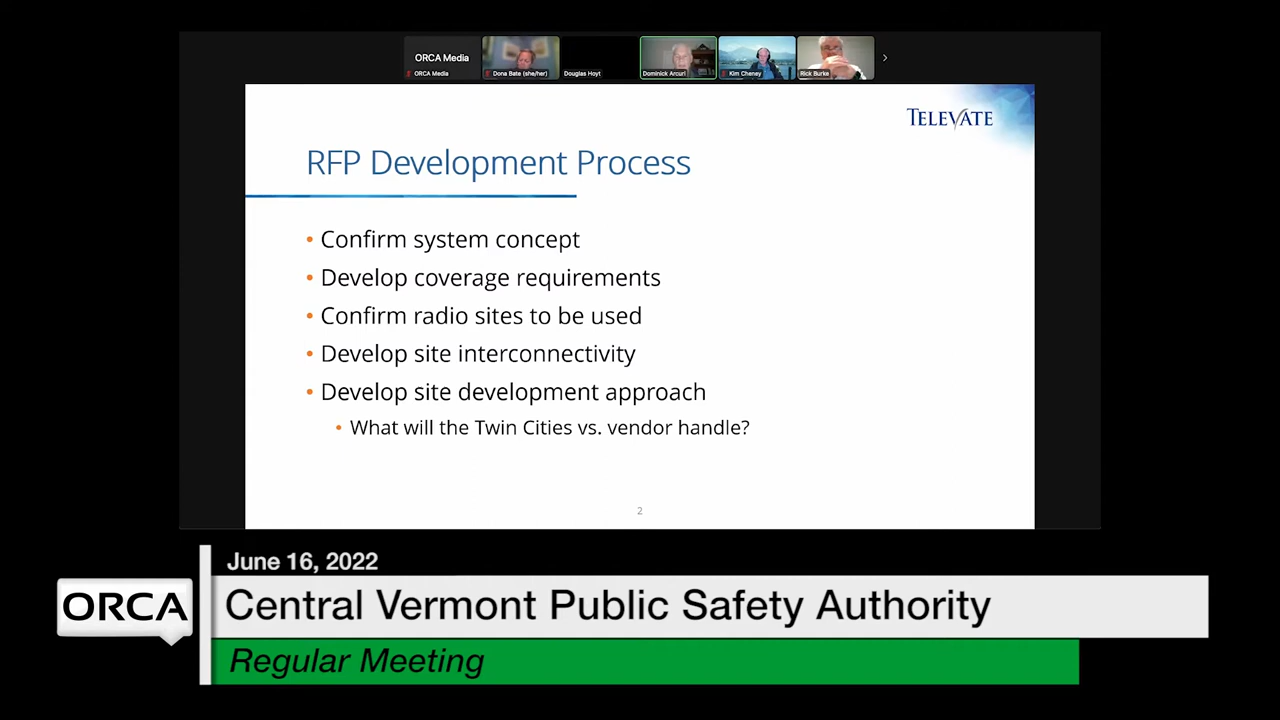 ORCA Media
ORCA Media
Dona Bate (she/her)
Douglas Hoyt
Dominick Arcuri
Kim Cheney
Rick Burke
TELEVATE
RFP Development Process
• Confirm system concept
• Develop coverage requirements
• Confirm radio sites to be used
• Develop site interconnectivity
• Develop site development approach
• What will the Twin Cities vs. vendor handle?
2
June 16, 2022
ORCA
Central Vermont Public Safety Authority
Regular Meeting